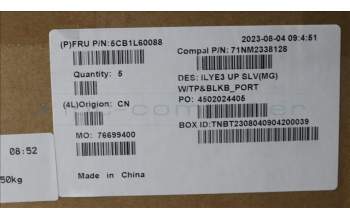 (P)FRU P/N:5CB1L60088
2023-08-04 09:4:51
Compal P/N: 71NM2338128
Quantity: 5
DES: ILYE3 UP SLV(MG)
W/TP&BLKB_PORT
(4L)Origion: CN
PO: 4502024405
BOX ID:TNBT2308040904200039
MO: 76699400
08:52
50kg
Made in China